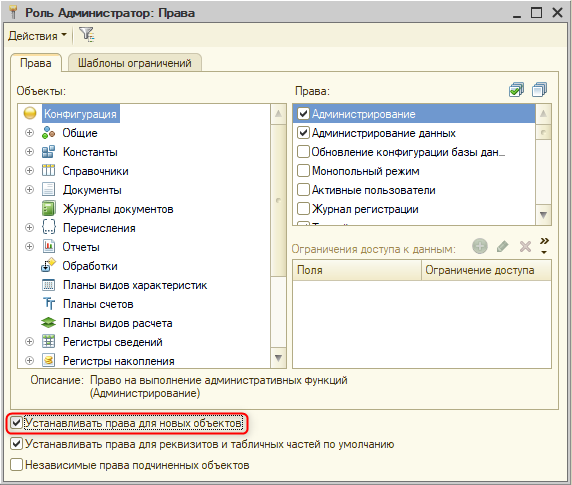 Роль Администратор: Права
Действия
Права
Шаблоны ограничений
Объекты:
Конфигурация
Общие
Константы
Справочники
Документы
Журналы документов
Перечисления
Отчеты
Обработки
Планы видов характеристик
Планы счетов
Планы видов расчета
Регистры сведений
Регистры накопления
Права:
Администрирование
Администрирование данных
Обновление конфигурации базы дан...
Монопольный режим
Активные пользователи
Журнал регистрации
Ограничения доступа к данным:
Поля
Ограничение доступа
Описание: Право на выполнение административных функций
(Администрирование)
Устанавливать права для новых объектов
Устанавливать права для реквизитов и табличных частей по умолчанию
Независимые права подчиненных объектов